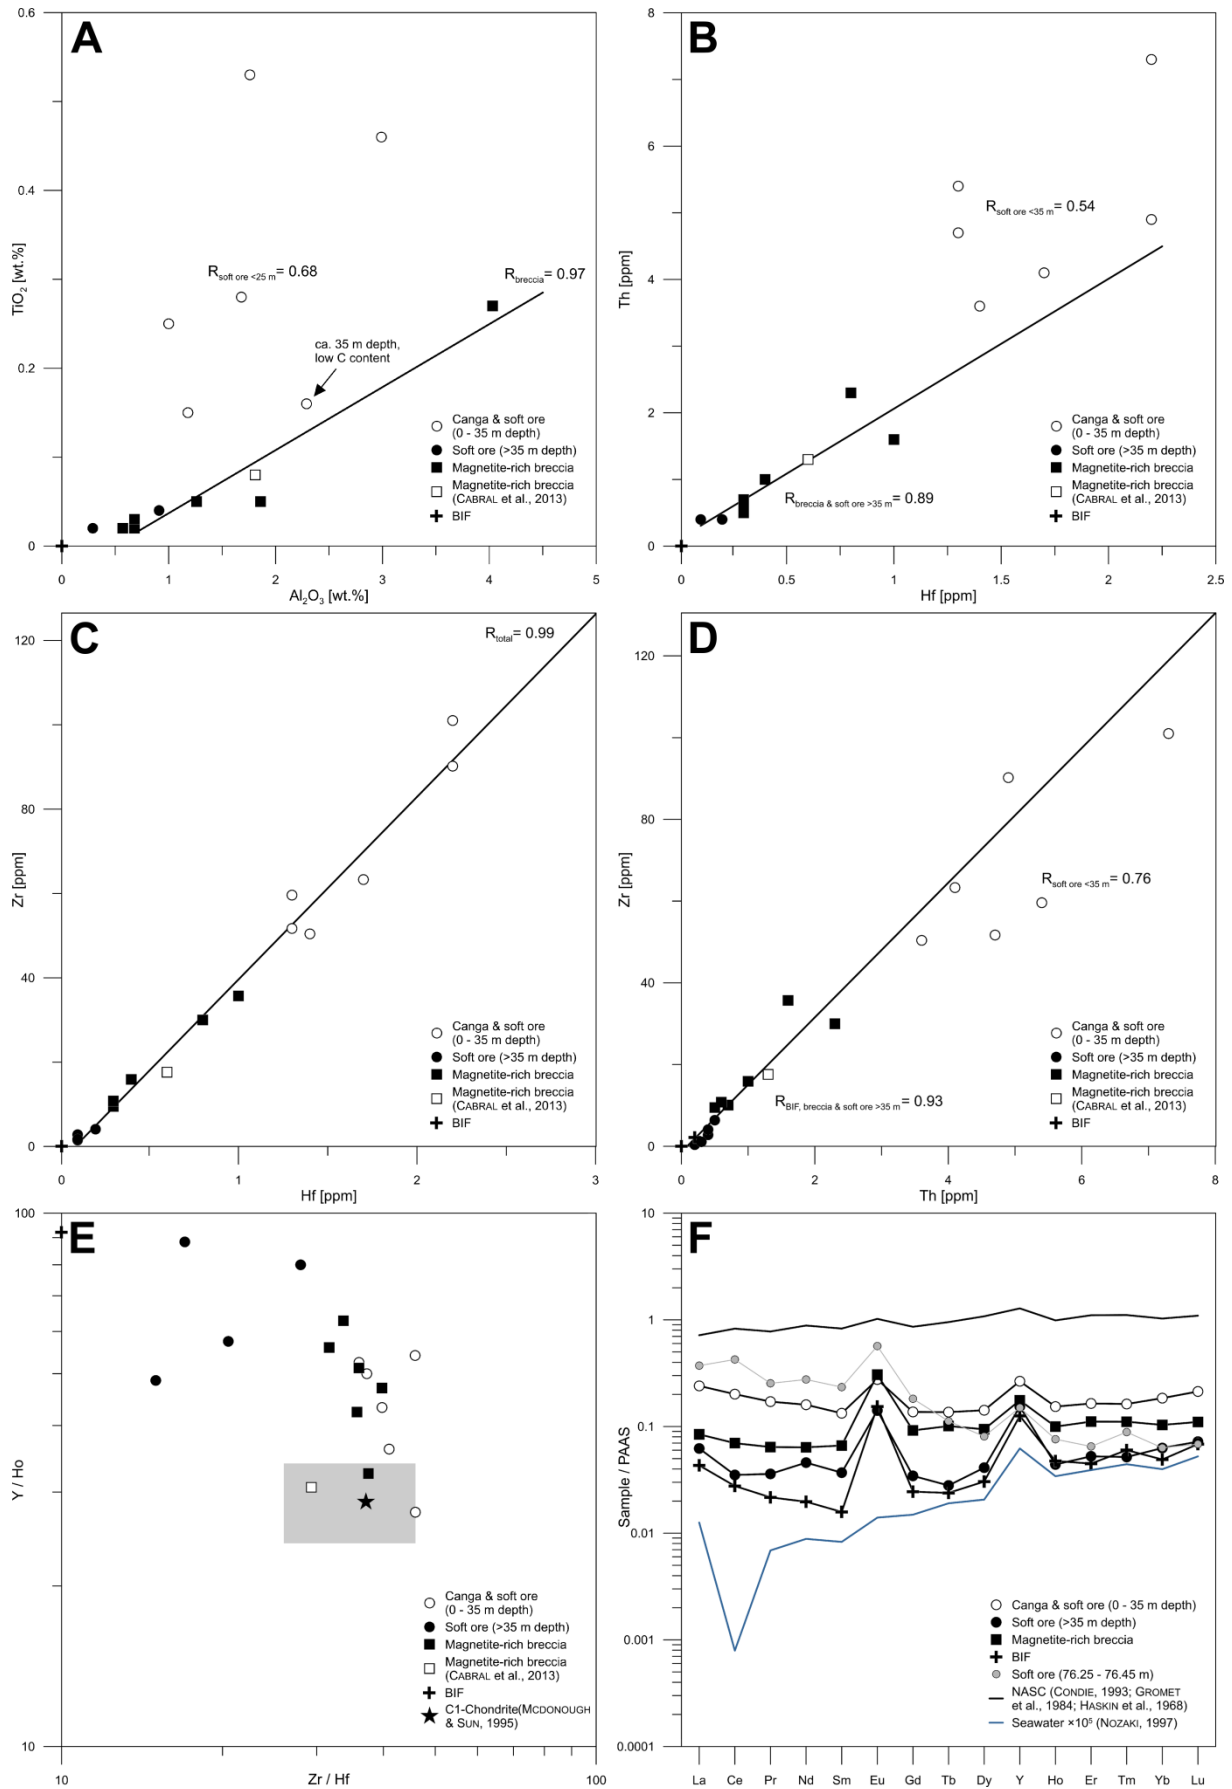 A
0.6
0.4
0.2
0
TiO₂ [wt.%]
R soft ore <25 m = 0.68
R breccia = 0.97
ca. 35 m depth,
low C content
Canga & soft ore
(0 - 35 m depth)
Soft ore (>35 m depth)
Magnetite-rich breccia
Magnetite-rich breccia
(CABRAL et al., 2013)
BIF
0 1 2 3 4 5
Al₂O₃ [wt.%]
B
8
6
4
2
0
Th [ppm]
R soft ore <35 m = 0.54
R breccia & soft ore >35 m = 0.89
Canga & soft ore
(0 - 35 m depth)
Soft ore (>35 m depth)
Magnetite-rich breccia
Magnetite-rich breccia
(CABRAL et al., 2013)
BIF
0 0.5 1 1.5 2 2.5
Hf [ppm]
C
120
80
40
0
Zr [ppm]
R total = 0.99
Canga & soft ore
(0 - 35 m depth)
Soft ore (>35 m depth)
Magnetite-rich breccia
Magnetite-rich breccia
(CABRAL et al., 2013)
BIF
0 1 2 3
Hf [ppm]
D
120
80
40
0
Zr [ppm]
R soft ore <35 m = 0.76
R BIF, breccia & soft ore >35 m = 0.93
Canga & soft ore
(0 - 35 m depth)
Soft ore (>35 m depth)
Magnetite-rich breccia
Magnetite-rich breccia
(CABRAL et al., 2013)
BIF
0 2 4 6 8
Th [ppm]
E
100
10
Y / Ho
Canga & soft ore
(0 - 35 m depth)
Soft ore (>35 m depth)
Magnetite-rich breccia
Magnetite-rich breccia
(CABRAL et al., 2013)
BIF
C1-Chondrite(MCDONOUGH
& SUN, 1995)
10 100
Zr / Hf
F
10
1
0.1
0.01
0.001
0.0001
Sample / PAAS
Canga & soft ore (0 - 35 m depth)
Soft ore (>35 m depth)
Magnetite-rich breccia
BIF
Soft ore (76.25 - 76.45 m)
NASC (CONDIE, 1993; GROMET
et al., 1984; HASKIN et al., 1968)
Seawater ×10⁵ (NOZAKI, 1997)
La Ce Pr Nd Sm Eu Gd Tb Dy Y Ho Er Tm Yb Lu